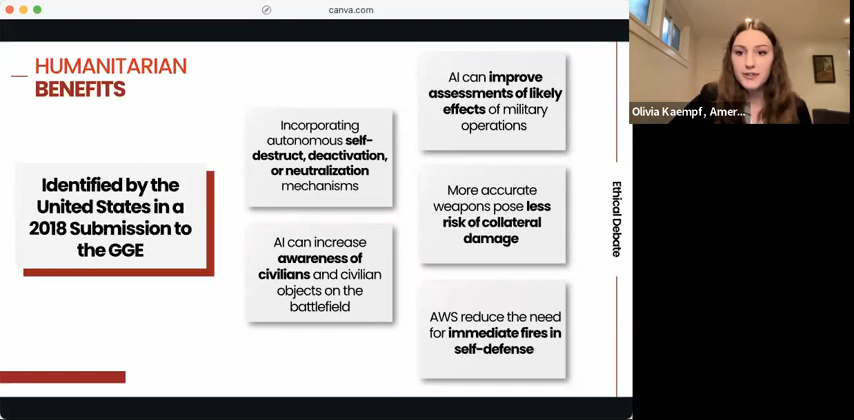 canva.com
HUMANITARIAN
BENEFITS
Identified by the
United States in a
2018 Submission to
the GGE
Incorporating
autonomous self-
destruct, deactivation,
or neutralization
mechanisms
AI can increase
awareness of
civilians and civilian
objects on the
battlefield
AI can improve
assessments of likely
effects of military
operations
More accurate
weapons pose less
risk of collateral
damage
AWS reduce the need
for immediate fires in
self-defense
Ethical Debate
Olivia Kaempf, Amer...